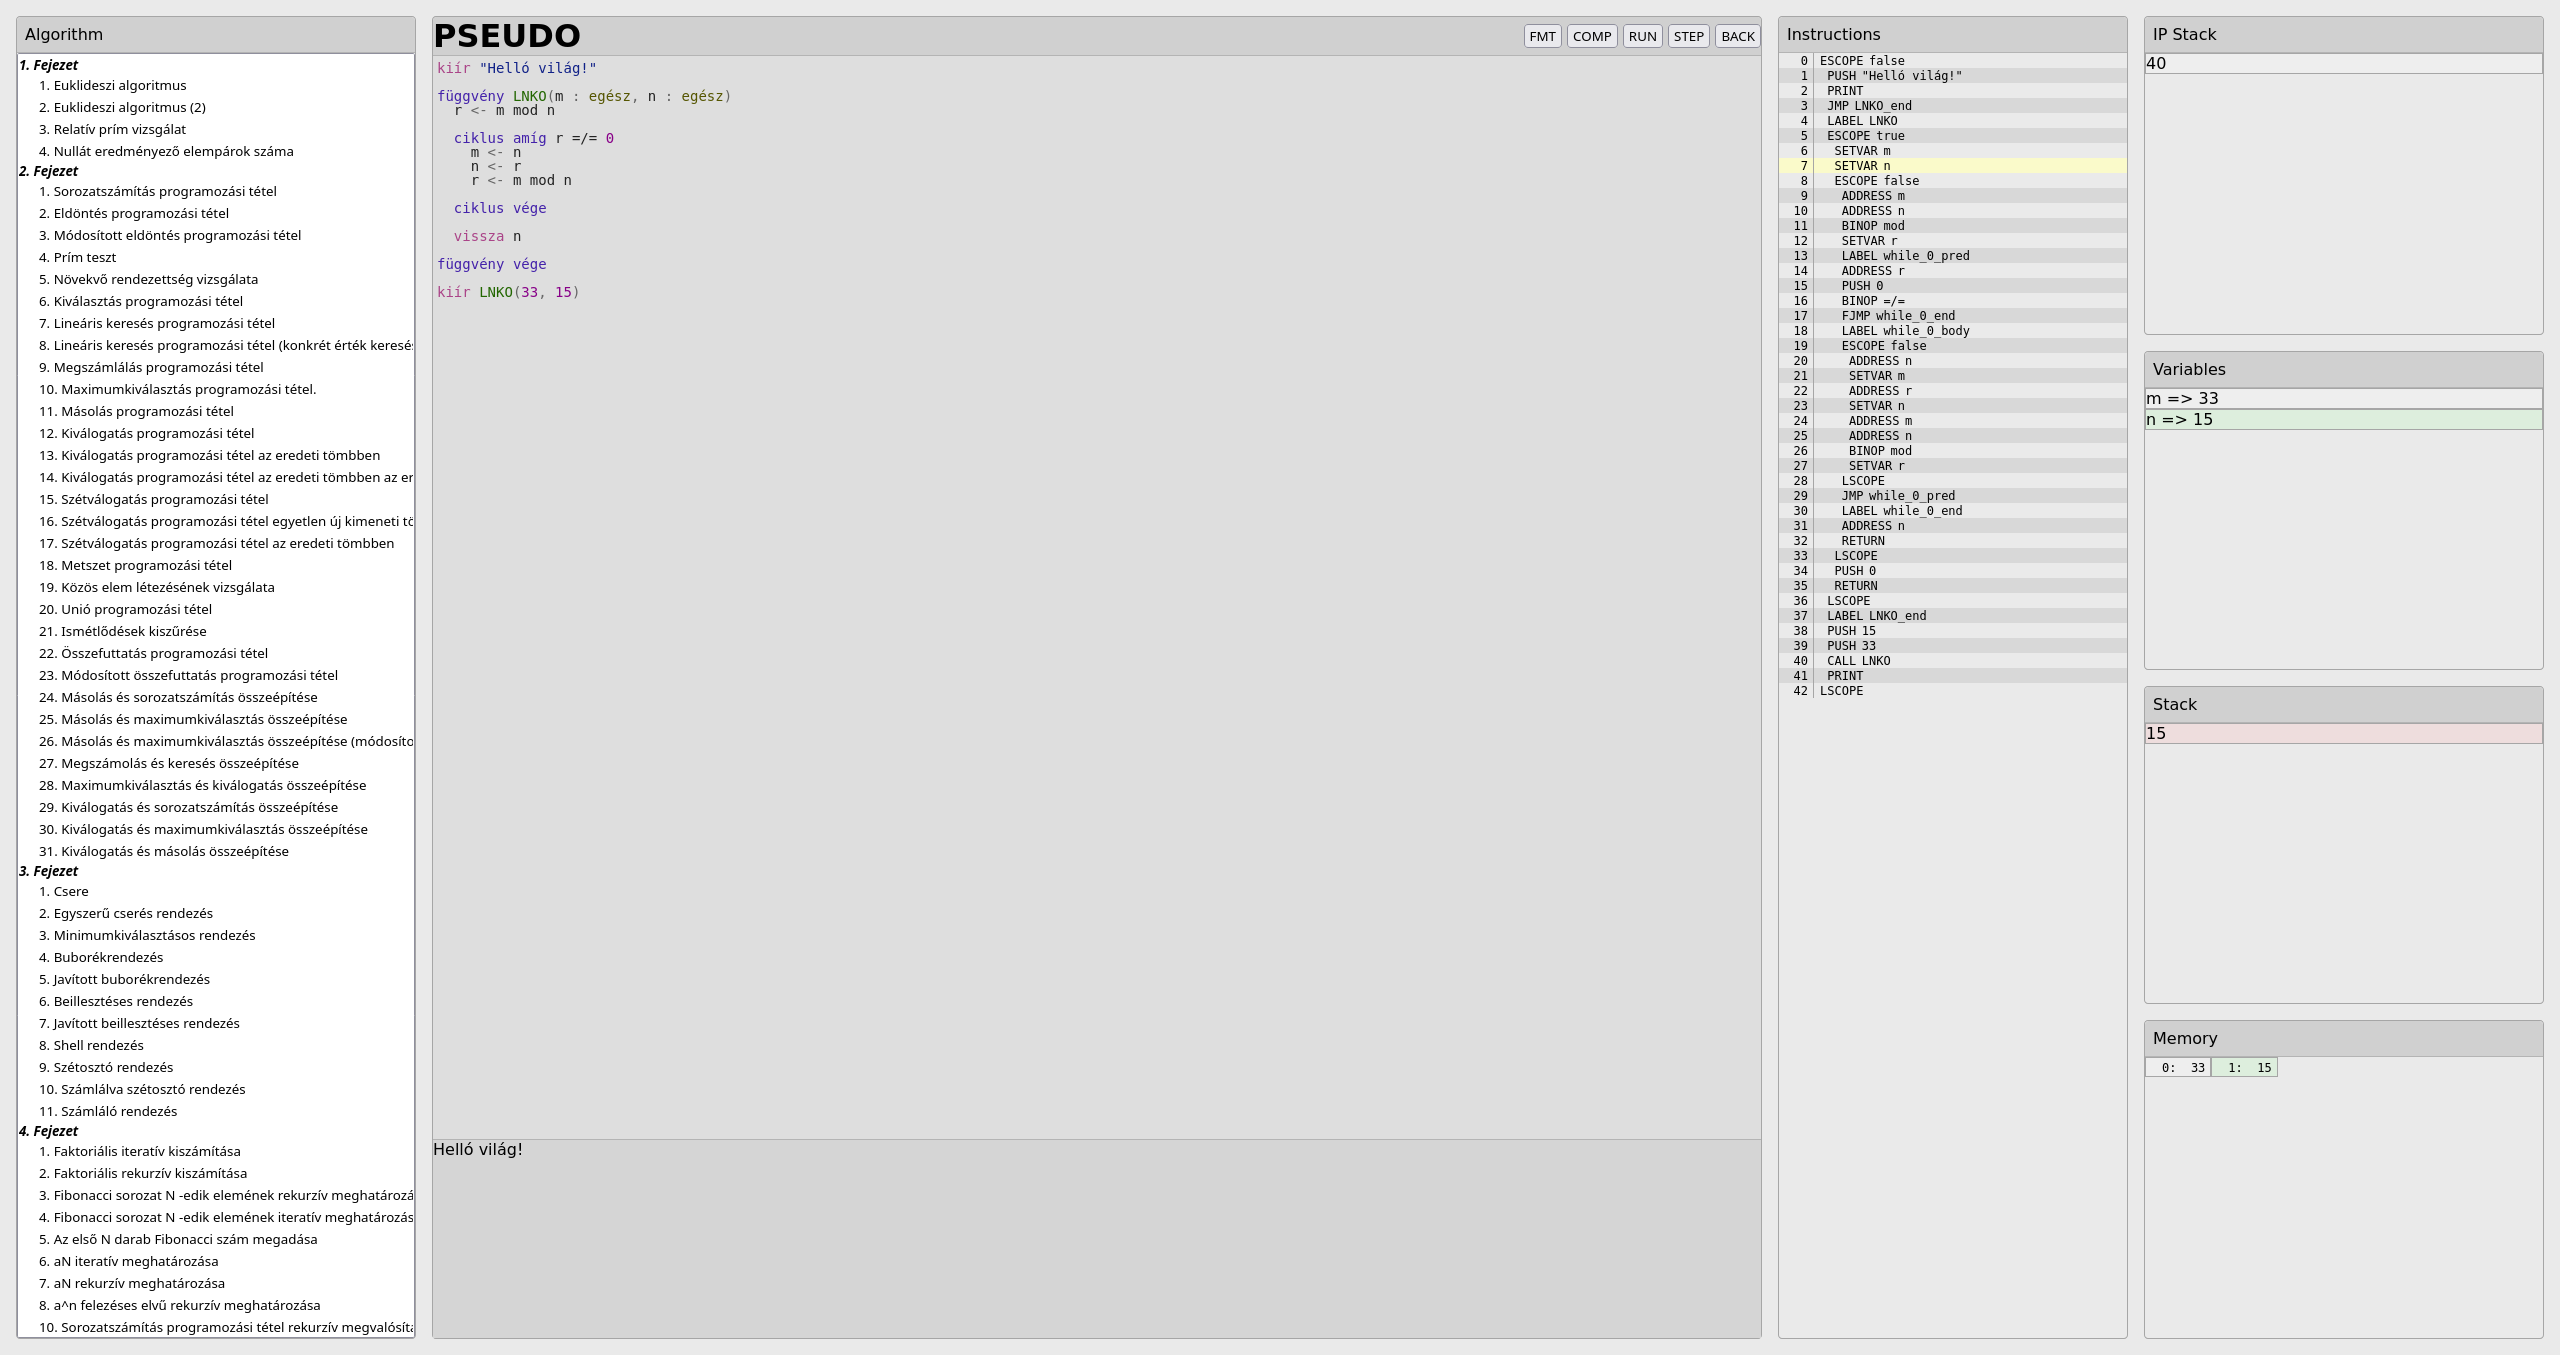 Algorithm
1. Fejezet
1. Euklideszi algoritmus
2. Euklideszi algoritmus (2)
3. Relatív prím vizsgálat
4. Nullát eredményező elempárok száma
2. Fejezet
1. Sorozatszámítás programozási tétel
2. Eldöntés programozási tétel
3. Módosított eldöntés programozási tétel
4. Prím teszt
5. Növekvő rendezettség vizsgálata
6. Kiválasztás programozási tétel
7. Lineáris keresés programozási tétel
8. Lineáris keresés programozási tétel (konkrét érték keresés
9. Megszámlálás programozási tétel
10. Maximumkiválasztás programozási tétel.
11. Másolás programozási tétel
12. Kiválogatás programozási tétel
13. Kiválogatás programozási tétel az eredeti tömbben
14. Kiválogatás programozási tétel az eredeti tömbben az er
15. Szétválogatás programozási tétel
16. Szétválogatás programozási tétel egyetlen új kimeneti tö
17. Szétválogatás programozási tétel az eredeti tömbben
18. Metszet programozási tétel
19. Közös elem létezésének vizsgálata
20. Unió programozási tétel
21. Ismétlődések kiszűrése
22. Összefuttatás programozási tétel
23. Módosított összefuttatás programozási tétel
24. Másolás és sorozatszámítás összeépítése
25. Másolás és maximumkiválasztás összeépítése
26. Másolás és maximumkiválasztás összeépítése (módosíto
27. Megszámolás és keresés összeépítése
28. Maximumkiválasztás és kiválogatás összeépítése
29. Kiválogatás és sorozatszámítás összeépítése
30. Kiválogatás és maximumkiválasztás összeépítése
31. Kiválogatás és másolás összeépítése
3. Fejezet
1. Csere
2. Egyszerű cserés rendezés
3. Minimumkiválasztásos rendezés
4. Buborékrendezés
5. Javított buborékrendezés
6. Beillesztéses rendezés
7. Javított beillesztéses rendezés
8. Shell rendezés
9. Szétosztó rendezés
10. Számlálva szétosztó rendezés
11. Számláló rendezés
4. Fejezet
1. Faktoriális iteratív kiszámítása
2. Faktoriális rekurzív kiszámítása
3. Fibonacci sorozat N -edik elemének rekurzív meghatározá
4. Fibonacci sorozat N -edik elemének iteratív meghatározás
5. Az első N darab Fibonacci szám megadása
6. aN iteratív meghatározása
7. aN rekurzív meghatározása
8. a^n felezéses elvű rekurzív meghatározása
10. Sorozatszámítás programozási tétel rekurzív megvalósíta
PSEUDO
FMT COMP RUN STEP BACK
kiír "Helló világ!"
függvény LNKO(m : egész, n : egész)
r <- m mod n
ciklus amíg r =/= 0
m <- n
n <- r
r <- m mod n
ciklus vége
vissza n
függvény vége
kiír LNKO(33, 15)
Helló világ!
Instructions
0 ESCOPE false
1 PUSH "Helló világ!"
2 PRINT
3 JMP LNKO_end
4 LABEL LNKO
5 ESCOPE true
6 SETVAR m
7 SETVAR n
8 ESCOPE false
9 ADDRESS m
10 ADDRESS n
11 BINOP mod
12 SETVAR r
13 LABEL while_0_pred
14 ADDRESS r
15 PUSH 0
16 BINOP =/=
17 FJMP while_0_end
18 LABEL while_0_body
19 ESCOPE false
20 ADDRESS n
21 SETVAR m
22 ADDRESS r
23 SETVAR n
24 ADDRESS m
25 ADDRESS n
26 BINOP mod
27 SETVAR r
28 LSCOPE
29 JMP while_0_pred
30 LABEL while_0_end
31 ADDRESS n
32 RETURN
33 LSCOPE
34 PUSH 0
35 RETURN
36 LSCOPE
37 LABEL LNKO_end
38 PUSH 15
39 PUSH 33
40 CALL LNKO
41 PRINT
42 LSCOPE
IP Stack
40
Variables
m => 33
n => 15
Stack
15
Memory
0: 33 1: 15